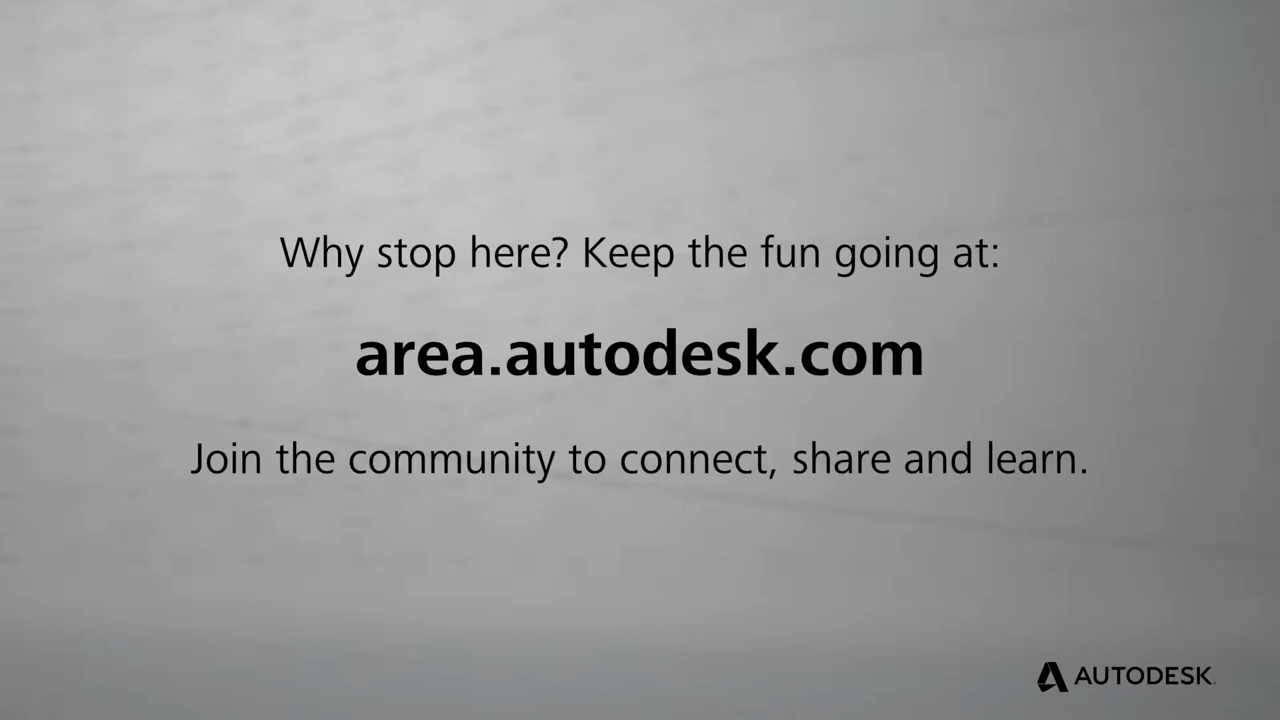 Why stop here? Keep the fun going at:
area.autodesk.com
Join the community to connect, share and learn.
AUTODESK.